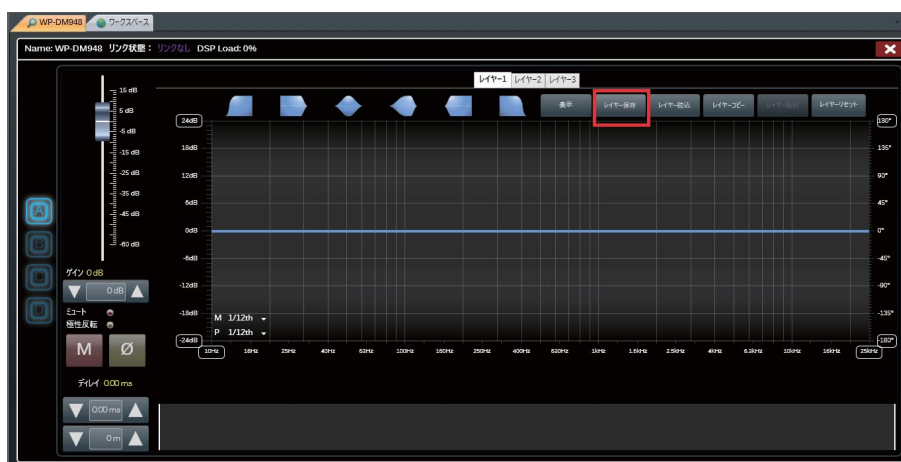 WP-DM948 ワークスペース
Name: WP-DM948 リンク状態： リンクなし DSP Load: 0%
レイヤー1 レイヤー2 レイヤー3
表示 レイヤー保存 レイヤー読込 レイヤーコピー レイヤーリセット
15 dB
5 dB
-5 dB
-15 dB
-25 dB
-35 dB
-45 dB
-60 dB
A
B
C
D
ゲイン 0 dB
0 dB
ミュート
極性反転
M Ø
ディレイ 0.00 ms
0.00 ms
0 m
24dB 180°
18dB 135°
12dB 90°
6dB 45°
0dB 0°
-6dB -45°
-12dB -90°
-18dB -135°
-24dB -180°
M 1/12th
P 1/12th
10Hz 16Hz 25Hz 40Hz 63Hz 100Hz 160Hz 250Hz 400Hz 630Hz 1kHz 1.6kHz 2.5kHz 4kHz 6.3kHz 10kHz 16kHz 25kHz